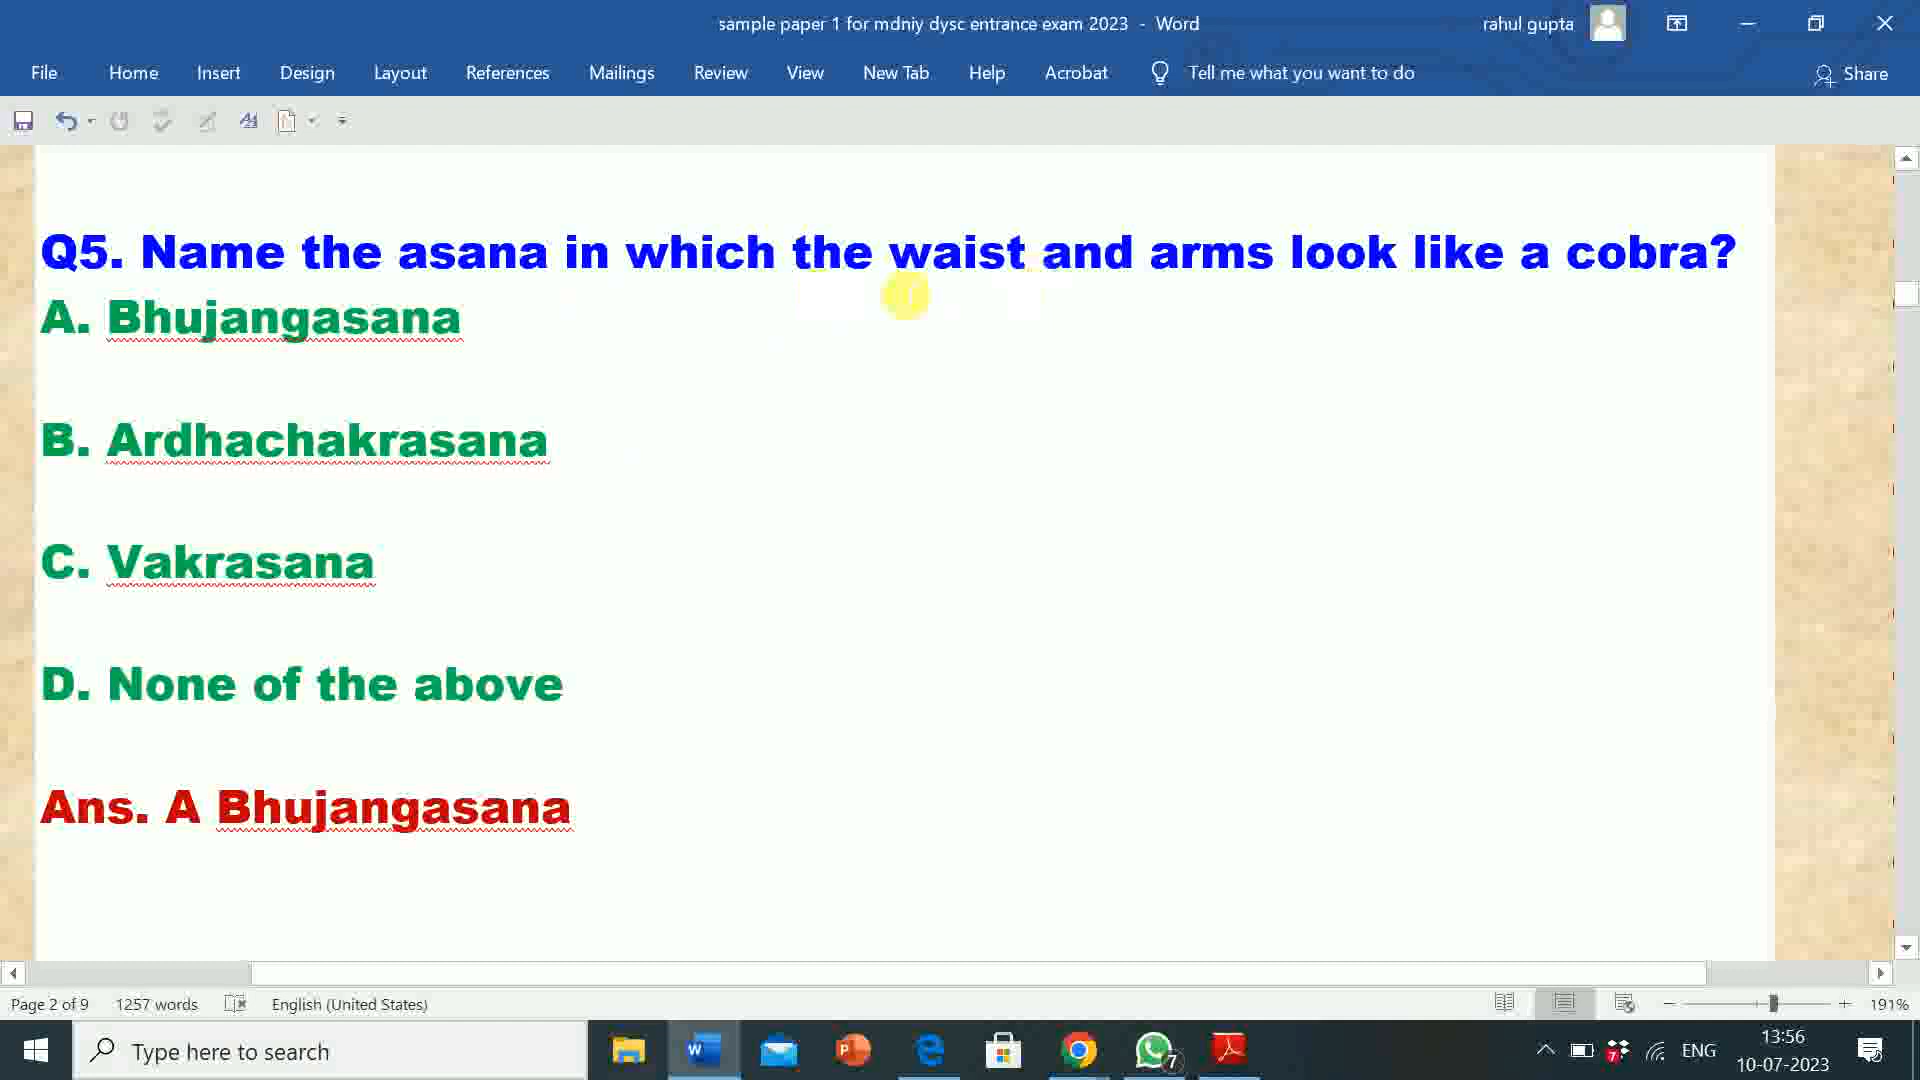 sample paper 1 for mdniy dysc entrance exam 2023 - Word
rahul gupta
File Home Insert Design Layout References Mailings Review View New Tab Help Acrobat Tell me what you want to do Share
Q5. Name the asana in which the waist and arms look like a cobra?
A. Bhujangasana
B. Ardhachakrasana
C. Vakrasana
D. None of the above
Ans. A Bhujangasana
Page 2 of 9 1257 words English (United States) 191%
Type here to search
7
7
ENG
13:56
10-07-2023